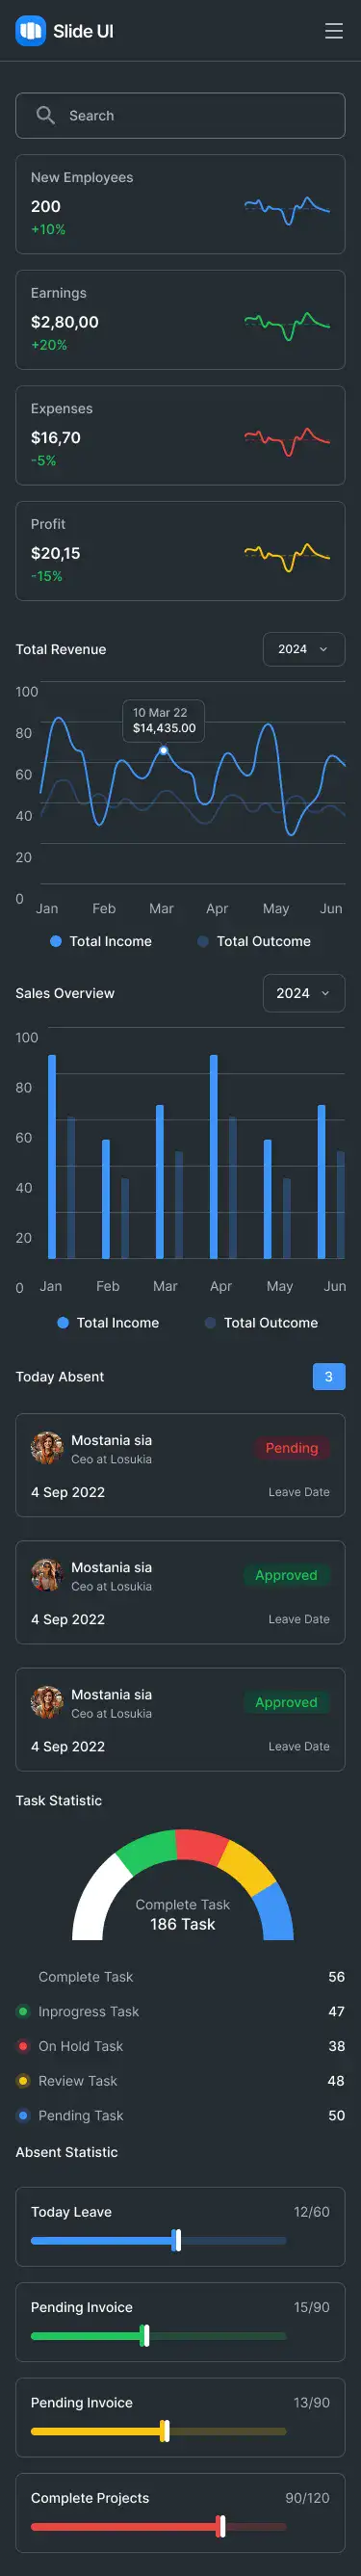 Slide UI
Search
New Employees
200
+10%
Earnings
$2,80,00
+20%
Expenses
$16,70
-5%
Profit
$20,15
-15%
Total Revenue
2024
100
80
60
40
20
0
10 Mar 22
$14,435.00
Jan Feb Mar Apr May Jun
Total Income Total Outcome
Sales Overview
2024
100
80
60
40
20
0
Jan Feb Mar Apr May Jun
Total Income Total Outcome
Today Absent
3
Mostania sia
Ceo at Losukia
Pending
4 Sep 2022
Leave Date
Mostania sia
Ceo at Losukia
Approved
4 Sep 2022
Leave Date
Mostania sia
Ceo at Losukia
Approved
4 Sep 2022
Leave Date
Task Statistic
Complete Task
186 Task
Complete Task 56
Inprogress Task 47
On Hold Task 38
Review Task 48
Pending Task 50
Absent Statistic
Today Leave 12/60
Pending Invoice 15/90
Pending Invoice 13/90
Complete Projects 90/120